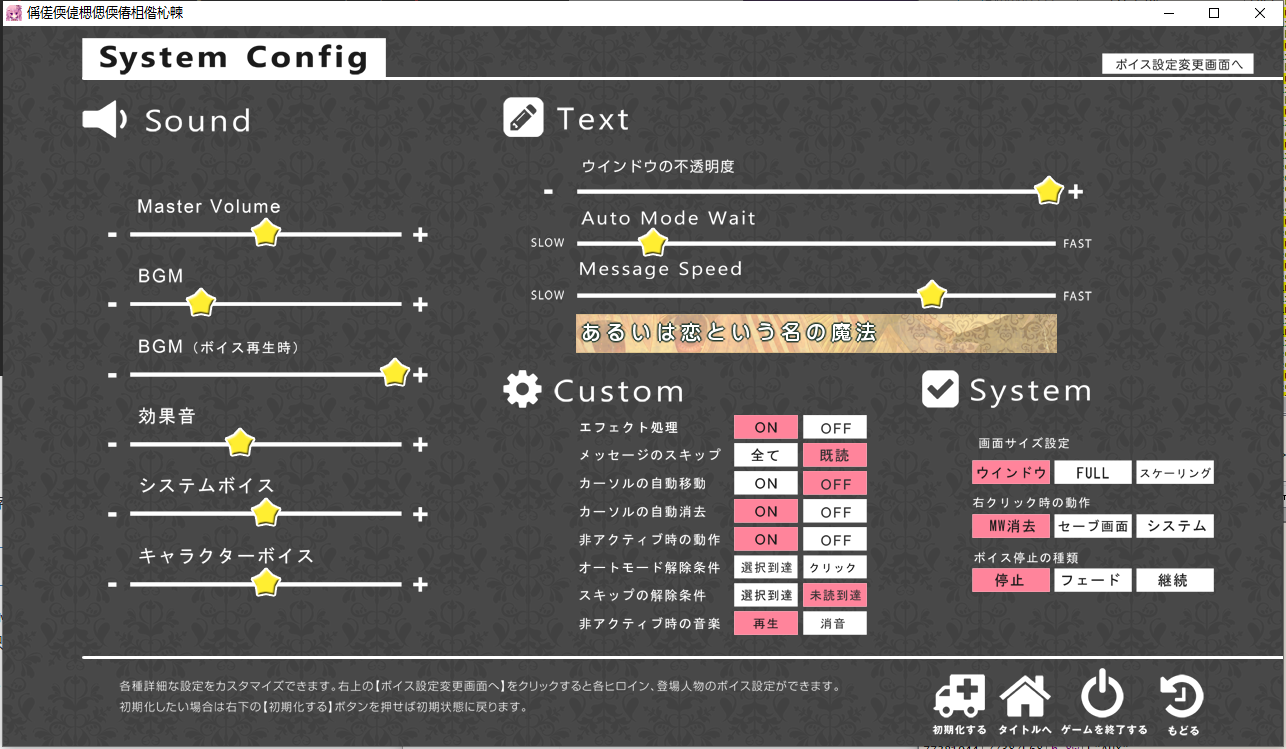 System Config
ボイス設定変更画面へ
Sound
Master Volume
- +
BGM
- +
BGM（ボイス再生時）
- +
効果音
- +
システムボイス
- +
キャラクターボイス
- +
Text
ウインドウの不透明度
- +
Auto Mode Wait
SLOW FAST
Message Speed
SLOW FAST
あるいは恋という名の魔法
Custom
エフェクト処理 ON OFF
メッセージのスキップ 全て 既読
カーソルの自動移動 ON OFF
カーソルの自動消去 ON OFF
非アクティブ時の動作 ON OFF
オートモード解除条件 選択到達 クリック
スキップの解除条件 選択到達 未読到達
非アクティブ時の音楽 再生 消音
System
画面サイズ設定
ウインドウ FULL スケーリング
右クリック時の動作
MW消去 セーブ画面 システム
ボイス停止の種類
停止 フェード 継続
各種詳細な設定をカスタマイズできます。右上の【ボイス設定変更画面へ】をクリックすると各ヒロイン、登場人物のボイス設定ができます。
初期化したい場合は右下の【初期化する】ボタンを押せば初期状態に戻ります。
初期化する タイトルへ ゲームを終了する もどる